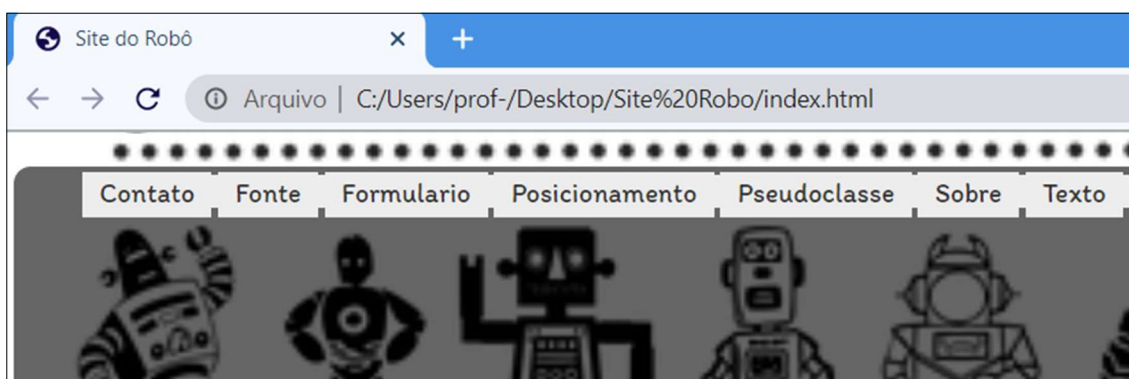 Site do Robô
Arquivo | C:/Users/prof-/Desktop/Site%20Robo/index.html
Contato Fonte Formulario Posicionamento Pseudoclasse Sobre Texto